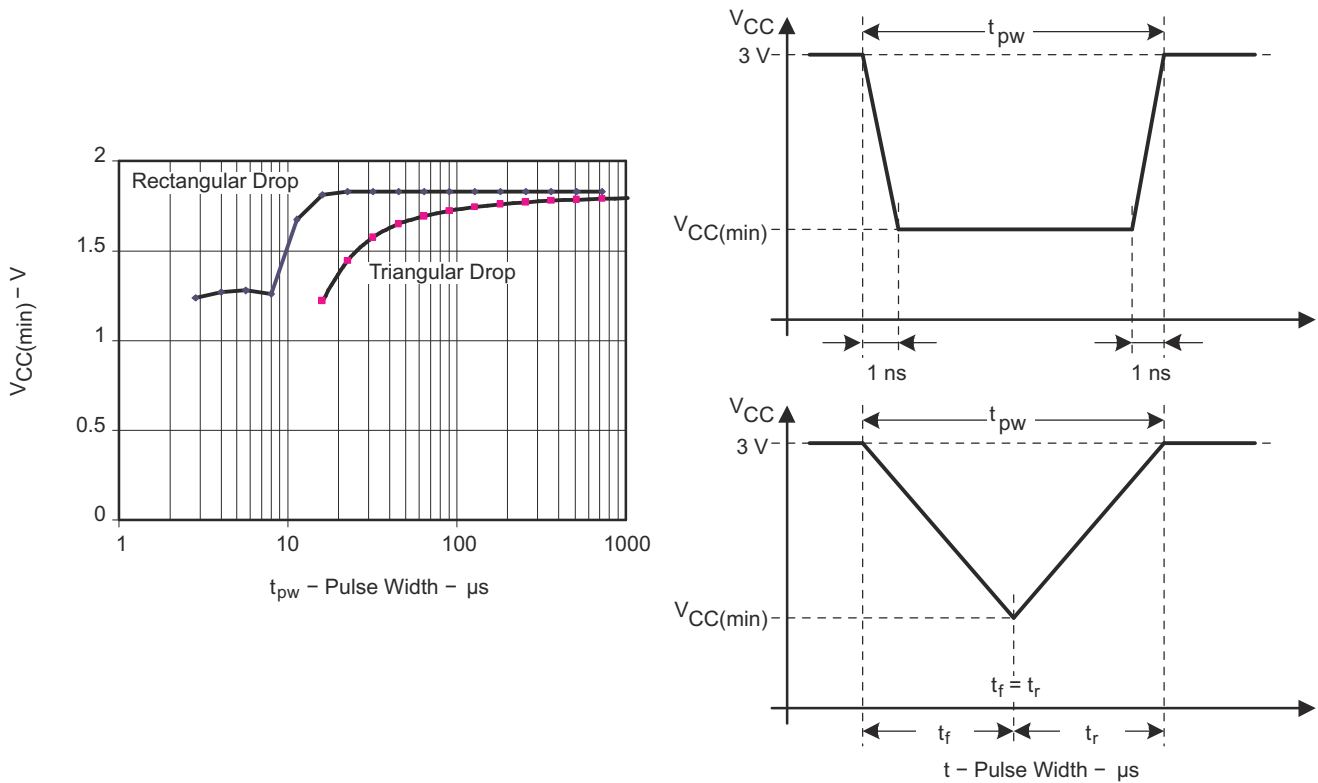 2
Rectangular Drop
1.5
Triangular Drop
1
0.5
0
1
10
100
1000
VCC(min) − V
tpw − Pulse Width − µs
VCC
tpw
3 V
VCC(min)
1 ns
1 ns
VCC
tpw
3 V
VCC(min)
tf = tr
tf
tr
t − Pulse Width − µs